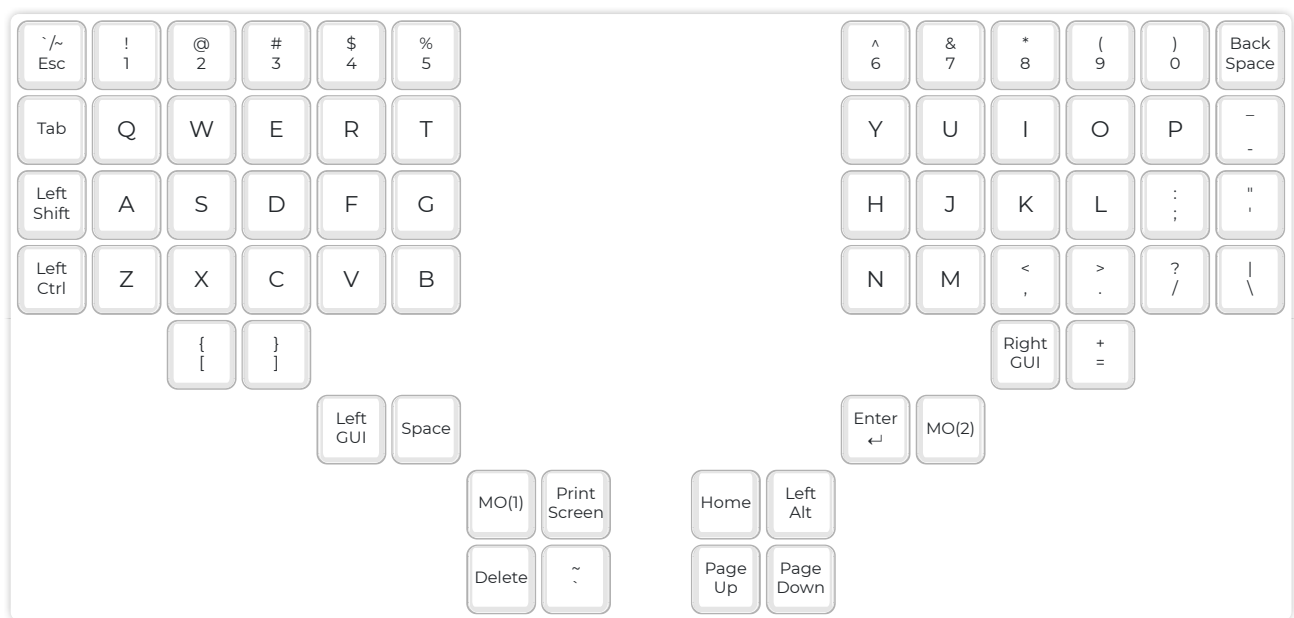 `/~ ! @ # $ % ^ & * ( ) Back
Esc 1 2 3 4 5 6 7 8 9 0 Space
Tab Q W E R T Y U I O P _
-
Left
Shift A S D F G H J K L : "
; '
Left
Ctrl Z X C V B N M < > ? |
, . / \
{ } Right +
[ ] GUI =
Left
GUI Space Enter
↵ MO(2)
MO(1) Print
Screen Home Left
Alt
Delete ~
` Page
Up Page
Down